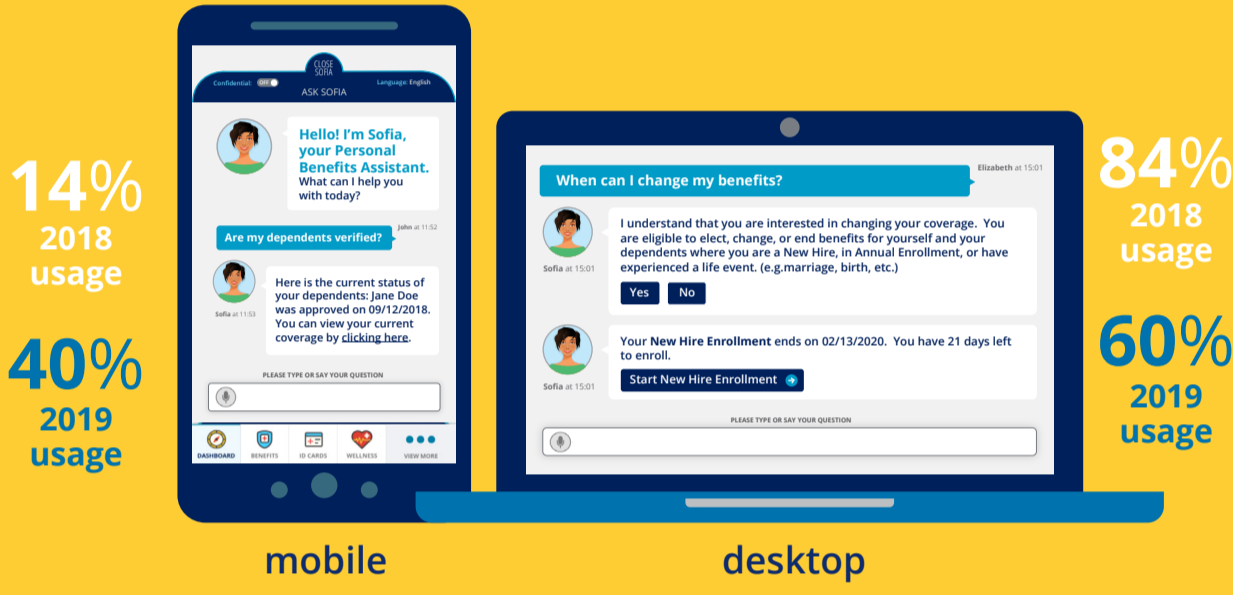 14%
2018
usage
40%
2019
usage
CLOSE
SOFIA
Confidential: OFF
Language: English
ASK SOFIA
Hello! I'm Sofia,
your Personal
Benefits Assistant.
What can I help you
with today?
John at 11:52
Are my dependents verified?
Here is the current status of
your dependents: Jane Doe
was approved on 09/12/2018.
You can view your current
coverage by clicking here.
Sofia at 11:53
PLEASE TYPE OR SAY YOUR QUESTION
DASHBOARD
BENEFITS
ID CARDS
WELLNESS
VIEW MORE
mobile
Elizabeth at 15:01
When can I change my benefits?
I understand that you are interested in changing your coverage.  You
are eligible to elect, change, or end benefits for yourself and your
dependents where you are a New Hire, in Annual Enrollment, or have
experienced a life event. (e.g.marriage, birth, etc.)
Sofia at 15:01
Yes
No
Your New Hire Enrollment ends on 02/13/2020.  You have 21 days left
to enroll.
Sofia at 15:01
Start New Hire Enrollment
PLEASE TYPE OR SAY YOUR QUESTION
desktop
84%
2018
usage
60%
2019
usage